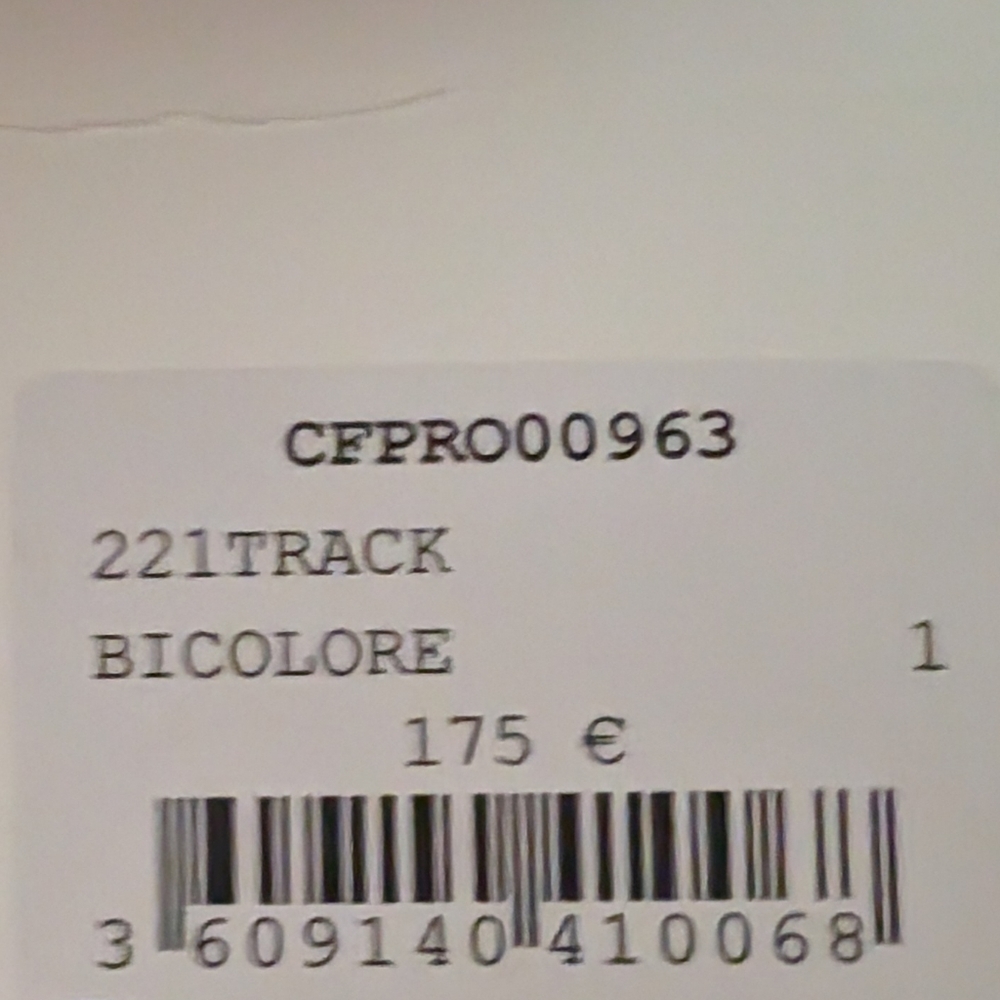 CFPRO00963
221TRACK
BICOLORE 1
175 €
3 609140 410068